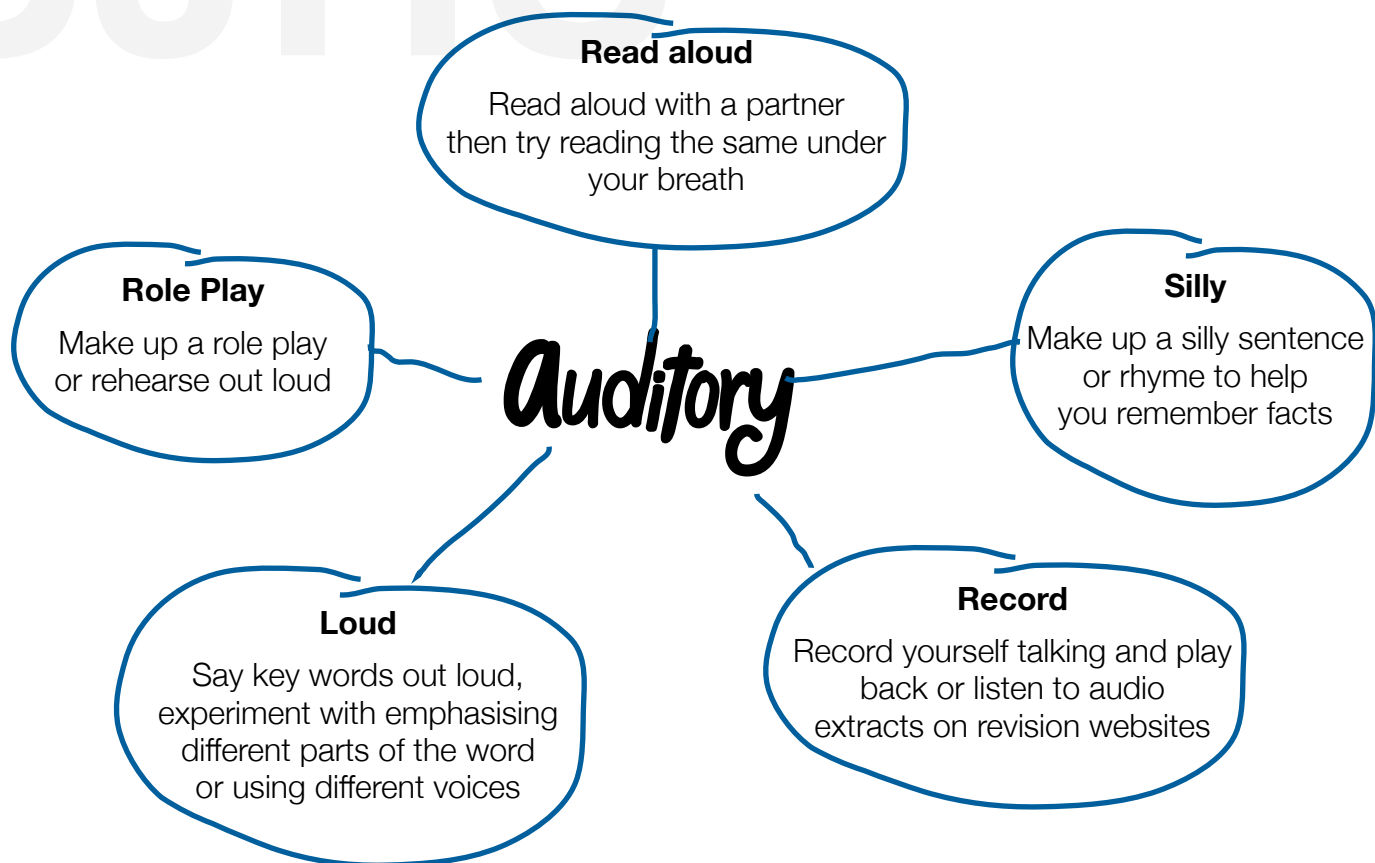 Read aloud
Read aloud with a partner
then try reading the same under
your breath
Role Play
Make up a role play
or rehearse out loud
Silly
Make up a silly sentence
or rhyme to help
you remember facts
auditory
Loud
Say key words out loud,
experiment with emphasising
different parts of the word
or using different voices
Record
Record yourself talking and play
back or listen to audio
extracts on revision websites